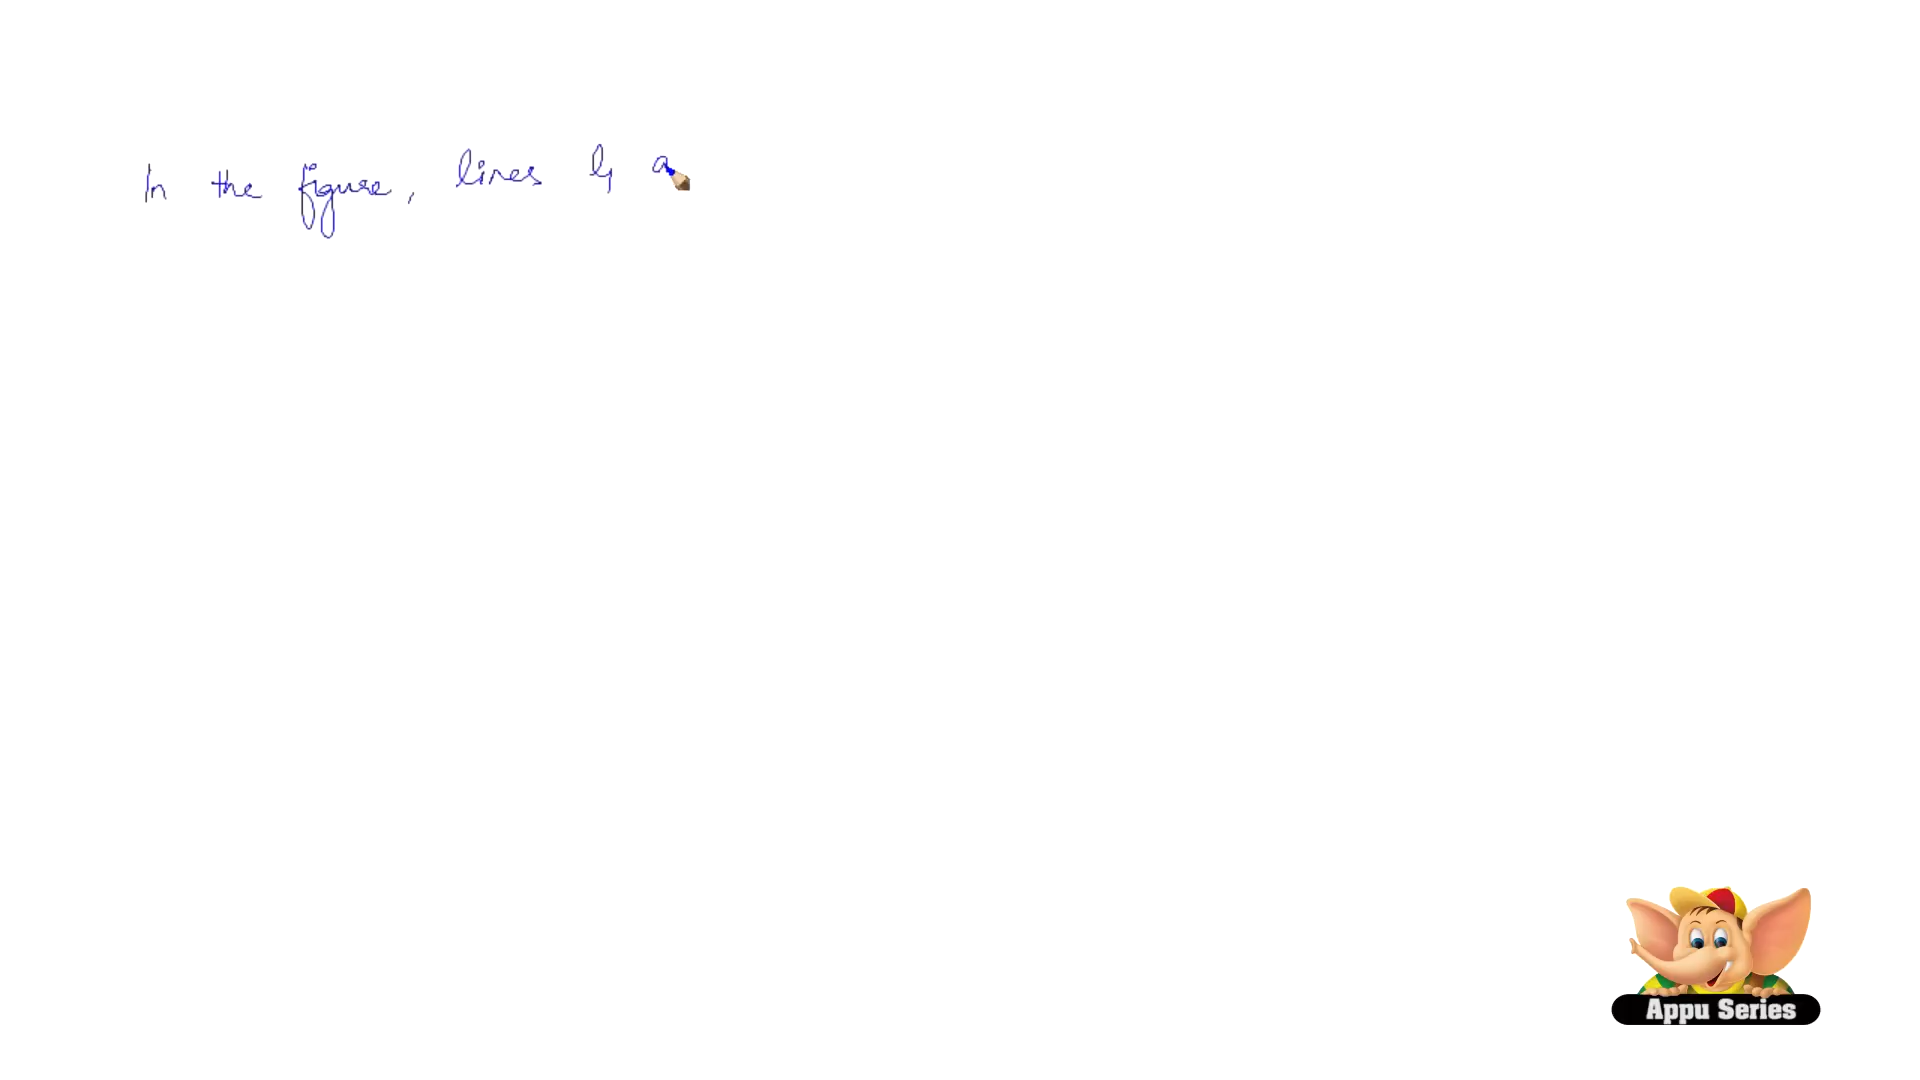 In the figure, lines l₁ a
Appu Series